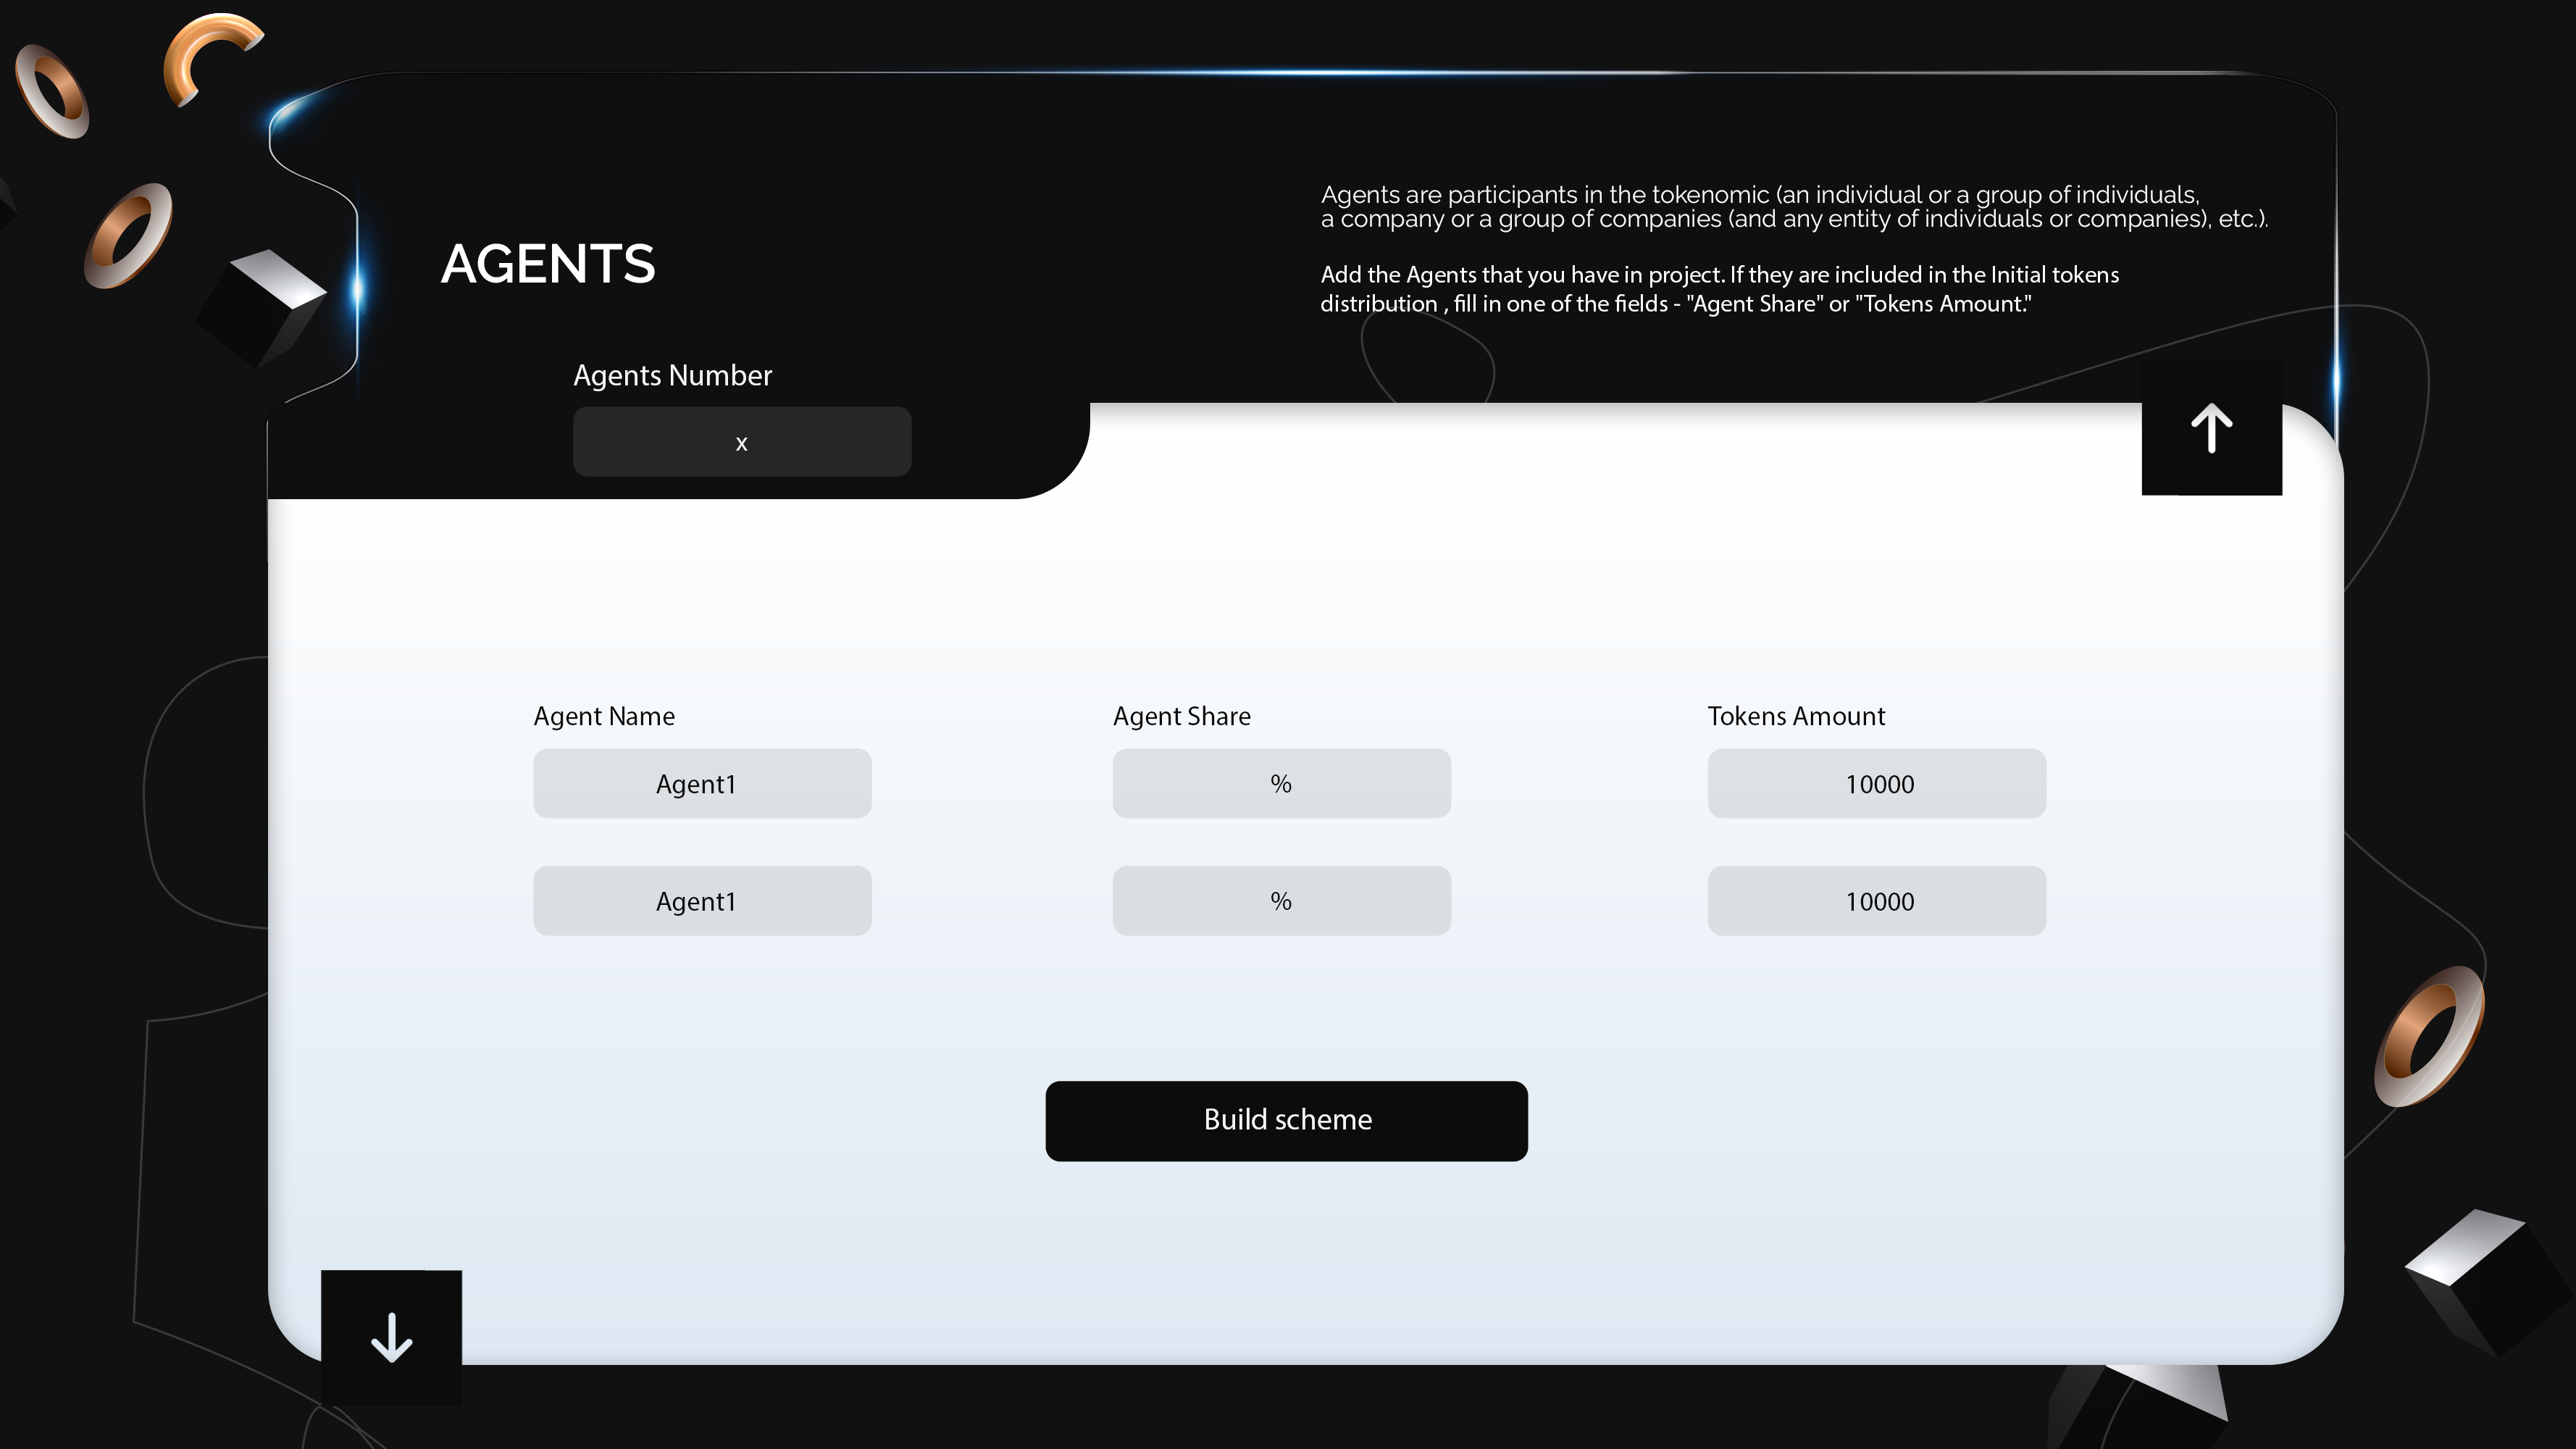 AGENTS
Agents are participants in the tokenomic (an individual or a group of individuals,
a company or a group of companies (and any entity of individuals or companies), etc.).
Add the Agents that you have in project. If they are included in the Initial tokens
distribution , fill in one of the fields - "Agent Share" or "Tokens Amount."
Agents Number
x
Agent Name
Agent Share
Tokens Amount
Agent1
%
10000
Agent1
%
10000
Build scheme